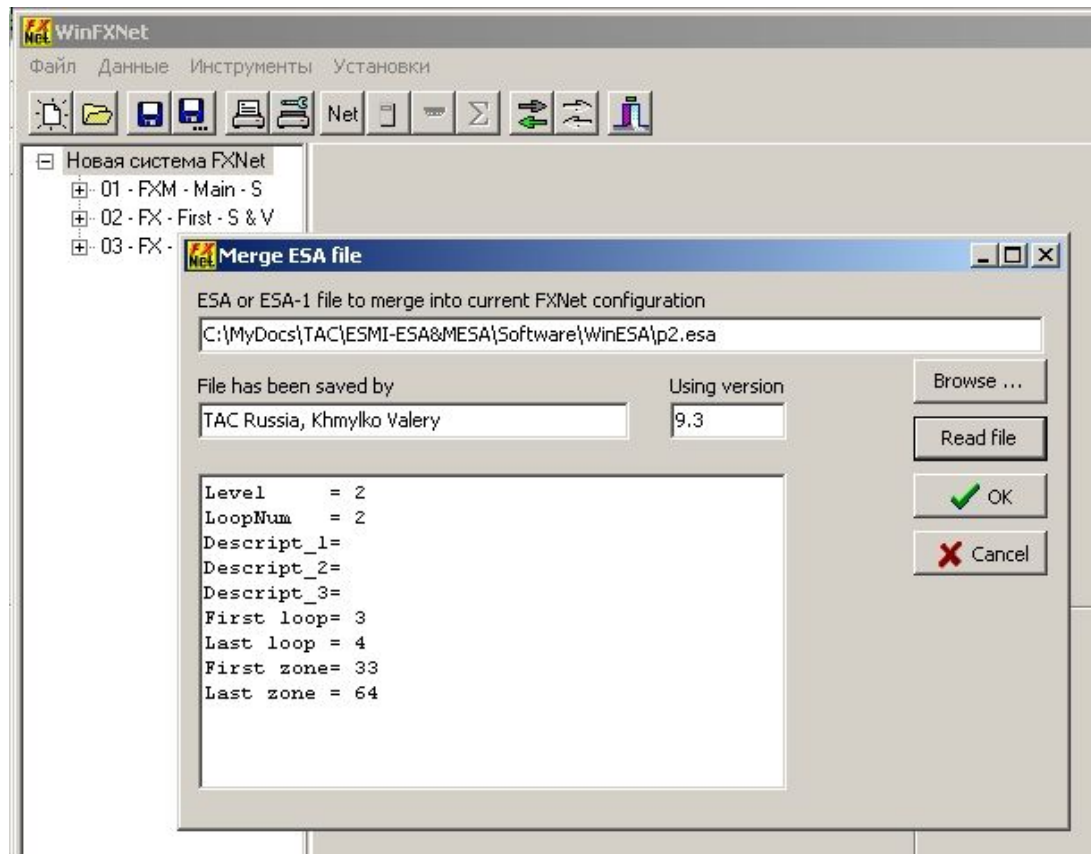 FX Net WinFXNet
Файл Данные Инструменты Установки
Net Σ
Новая система FXNet
01 - FXM - Main - S
02 - FX - First - S & V
03 - FX -
FX Net Merge ESA file
ESA or ESA-1 file to merge into current FXNet configuration
C:\MyDocs\TAC\ESMI-ESA&MESA\Software\WinESA\p2.esa
Browse ...
File has been saved by Using version
TAC Russia, Khmylko Valery 9.3
Read file
Level = 2
OK
LoopNum = 2
Descript_1=
Descript_2=
Cancel
Descript_3=
First loop= 3
Last loop = 4
First zone= 33
Last zone = 64